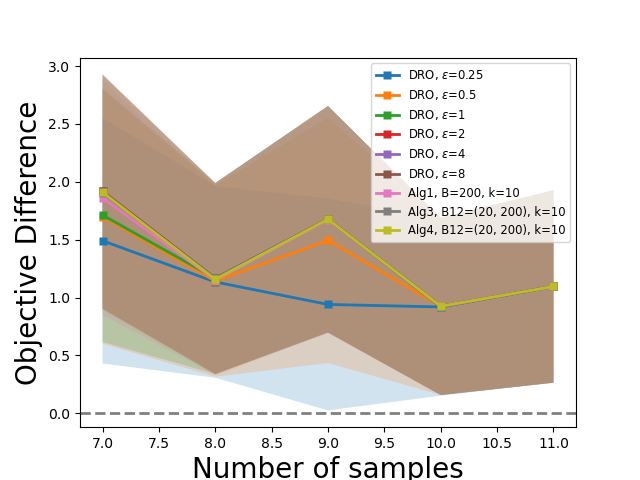 Objective Difference
3.0
2.5
2.0
1.5
1.0
0.5
0.0
DRO, ε=0.25
DRO, ε=0.5
DRO, ε=1
DRO, ε=2
DRO, ε=4
DRO, ε=8
Alg1, B=200, k=10
Alg3, B12=(20, 200), k=10
Alg4, B12=(20, 200), k=10
7.0 7.5 8.0 8.5 9.0 9.5 10.0 10.5 11.0
Number of samples